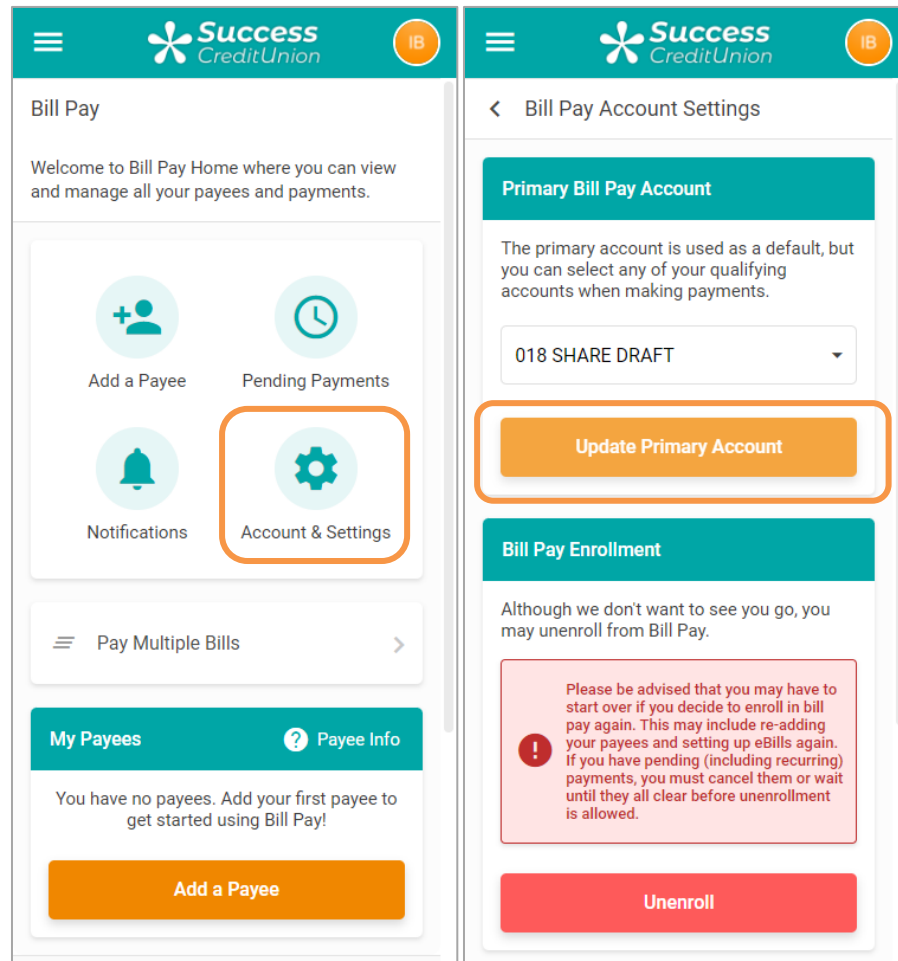 Success
CreditUnion
IB
Bill Pay
Welcome to Bill Pay Home where you can view
and manage all your payees and payments.
Add a Payee
Pending Payments
Notifications
Account & Settings
Pay Multiple Bills
My Payees
? Payee Info
You have no payees. Add your first payee to
get started using Bill Pay!
Add a Payee
Success
CreditUnion
IB
Bill Pay Account Settings
Primary Bill Pay Account
The primary account is used as a default, but
you can select any of your qualifying
accounts when making payments.
018 SHARE DRAFT
Update Primary Account
Bill Pay Enrollment
Although we don't want to see you go, you
may unenroll from Bill Pay.
Please be advised that you may have to
start over if you decide to enroll in bill
pay again. This may include re-adding
your payees and setting up eBills again.
If you have pending (including recurring)
payments, you must cancel them or wait
until they all clear before unenrollment
is allowed.
Unenroll